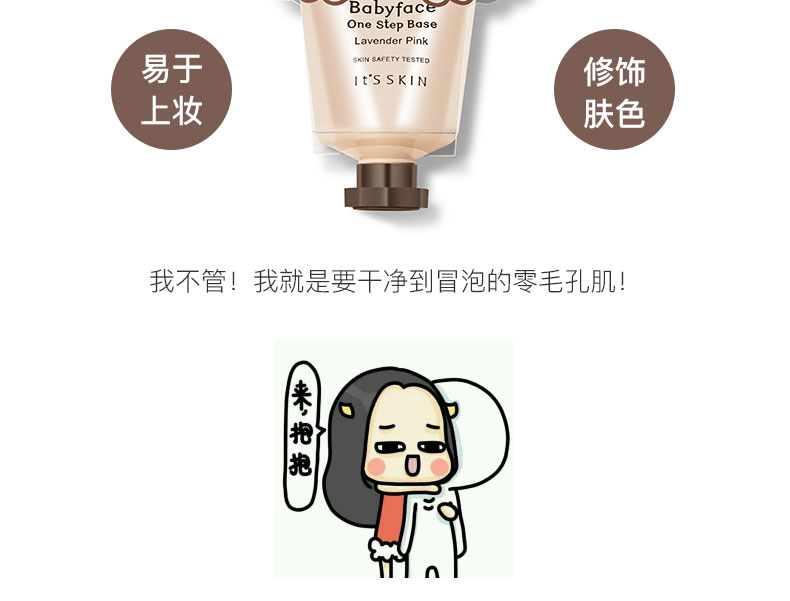 Babyface
One Step Base
Lavender Pink
SKIN SAFETY TESTED
It'S SKIN
易于
上妆
修饰
肤色
我不管！我就是要干净到冒泡的零毛孔肌！
来，抱抱